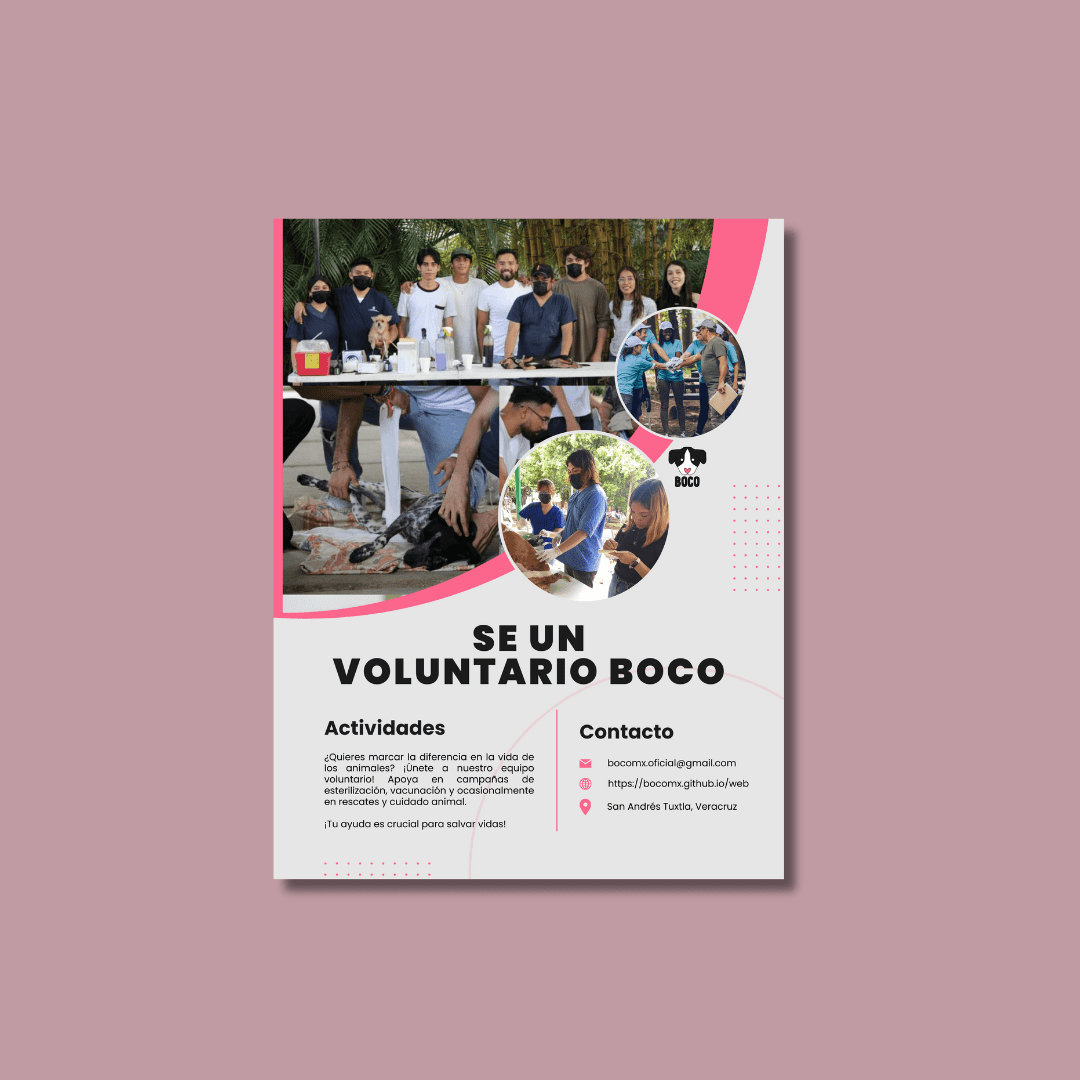 BOCO
SE UN
VOLUNTARIO BOCO
Actividades
¿Quieres marcar la diferencia en la vida de
los animales? ¡Únete a nuestro equipo
voluntario! Apoya en campañas de
esterilización, vacunación y ocasionalmente
en rescates y cuidado animal.
¡Tu ayuda es crucial para salvar vidas!
Contacto
bocomx.oficial@gmail.com
https://bocomx.github.io/web
San Andrés Tuxtla, Veracruz